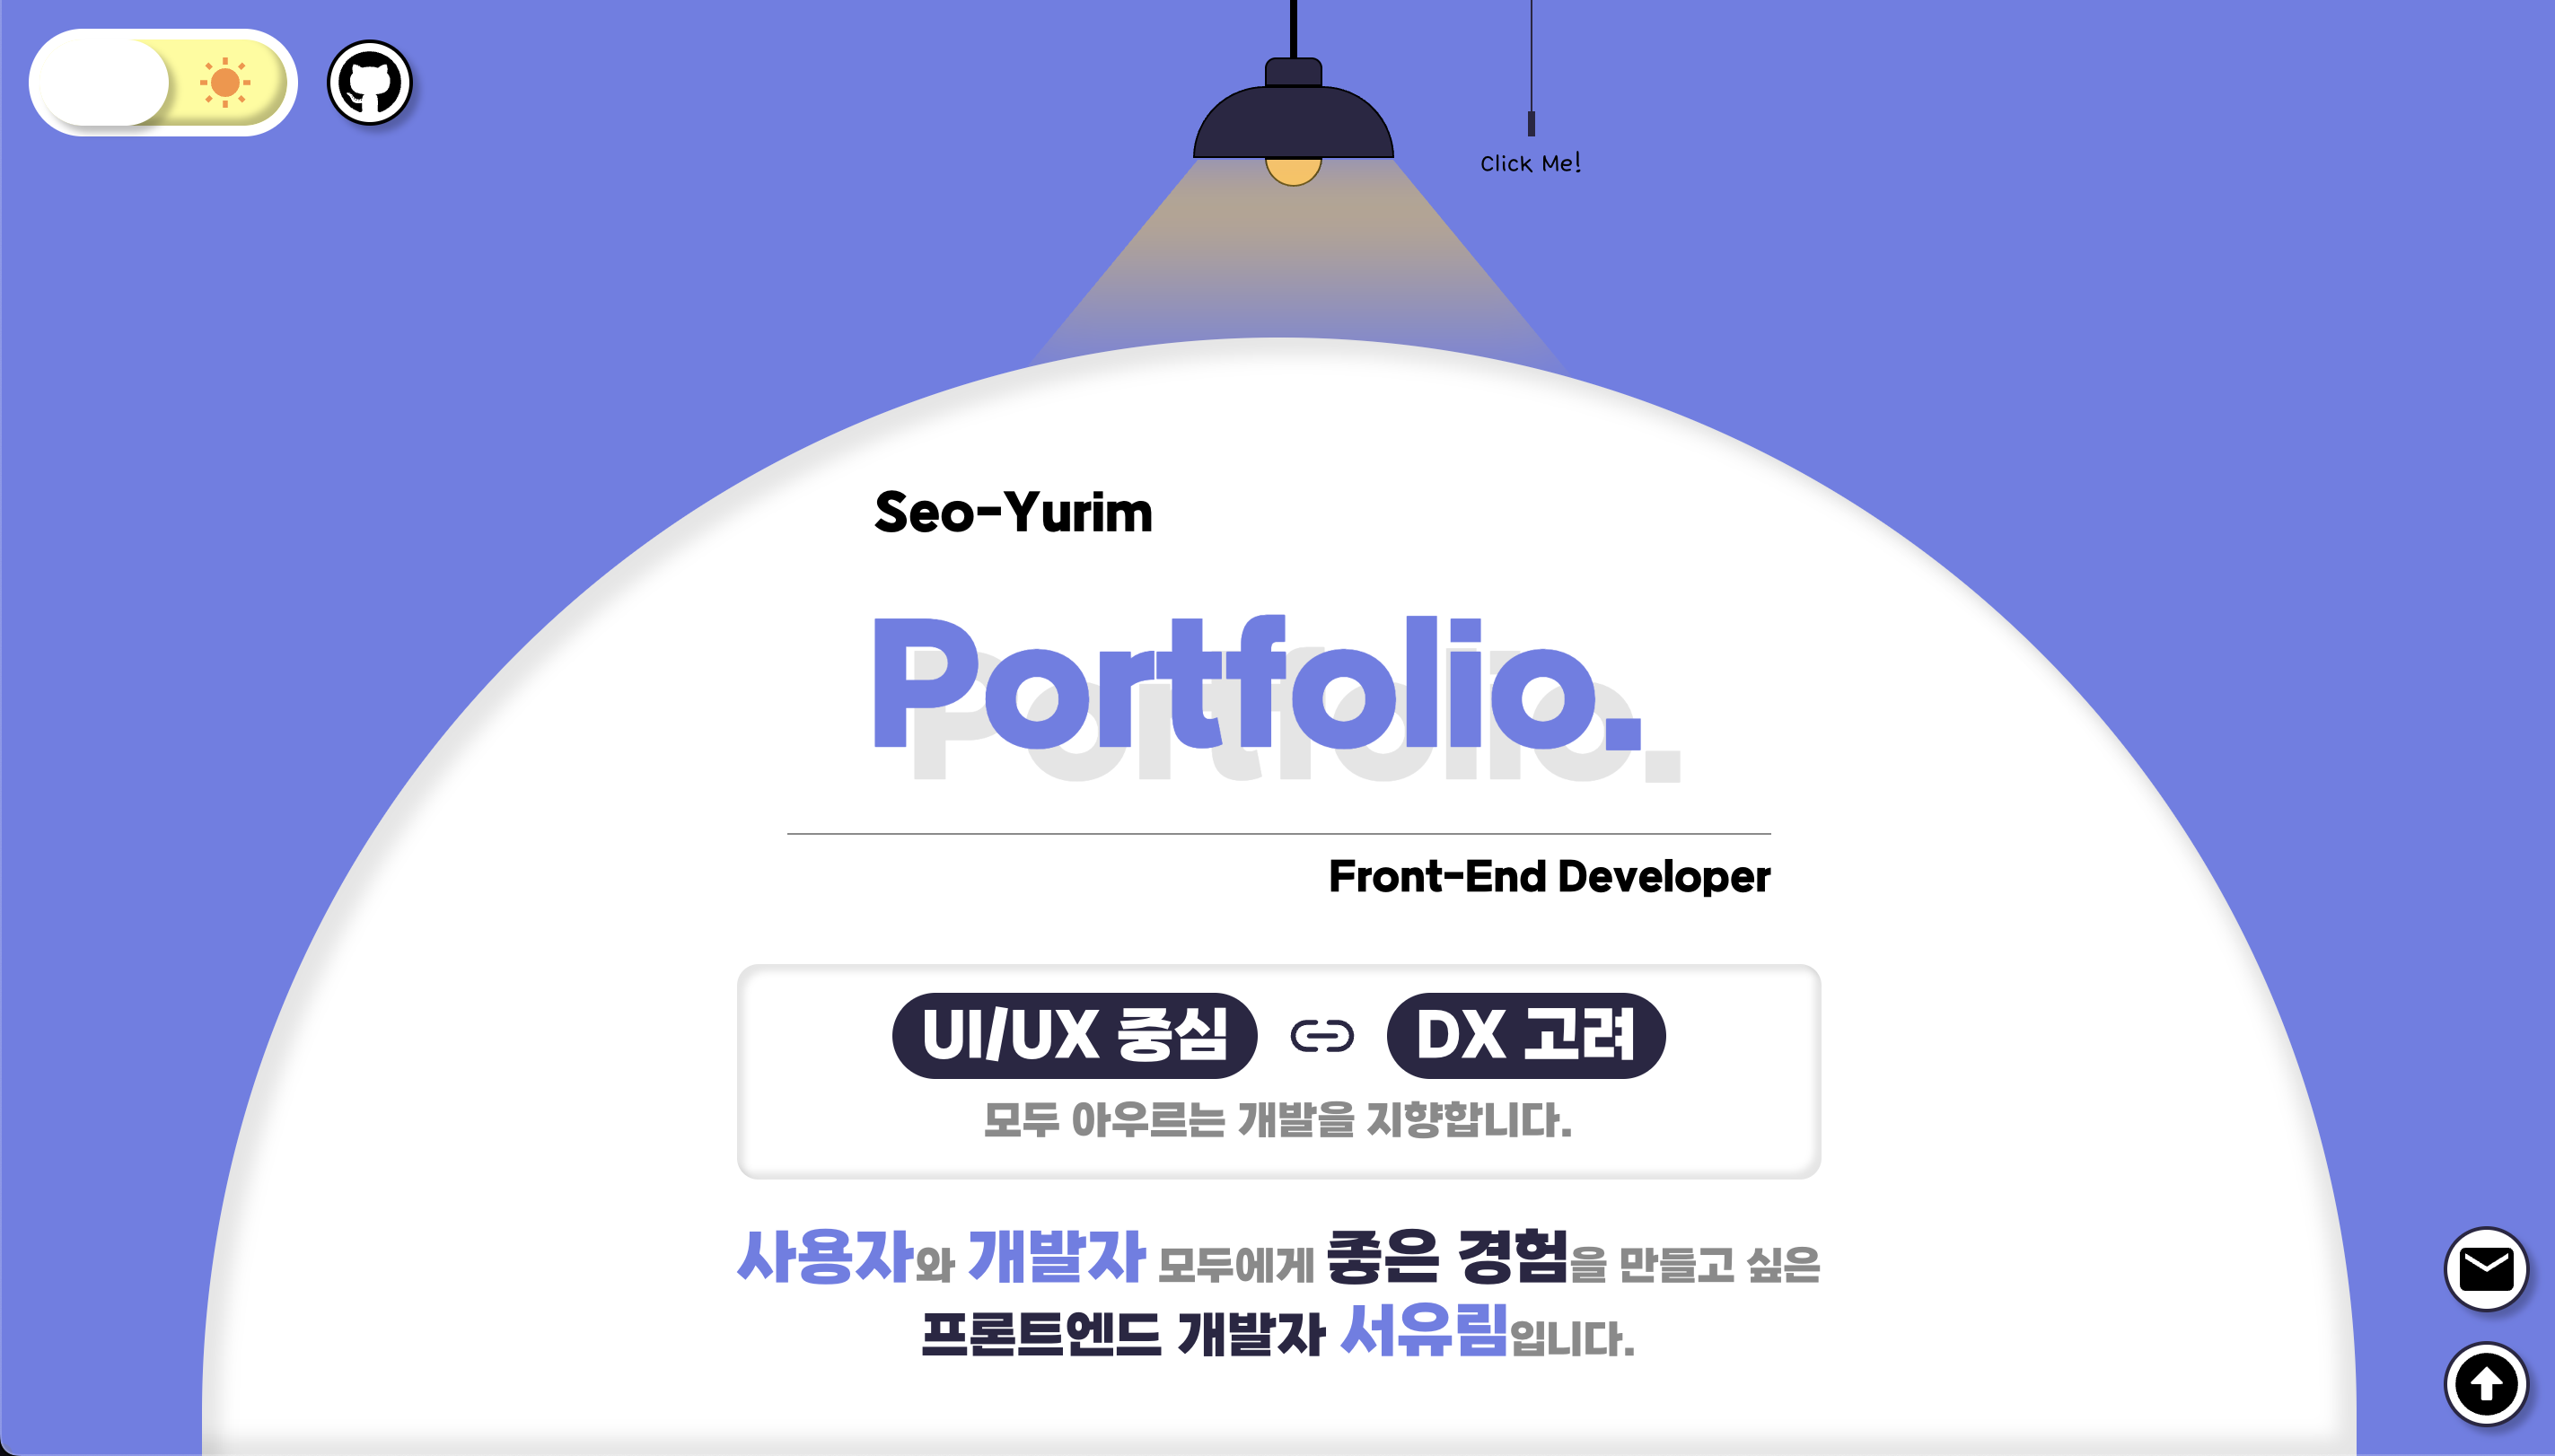 Click Me!
Seo-Yurim
Portfolio.
Front-End Developer
UI/UX 중심 DX 고려
모두 아우르는 개발을 지향합니다.
사용자와 개발자 모두에게 좋은 경험을 만들고 싶은
프론트엔드 개발자 서유림입니다.